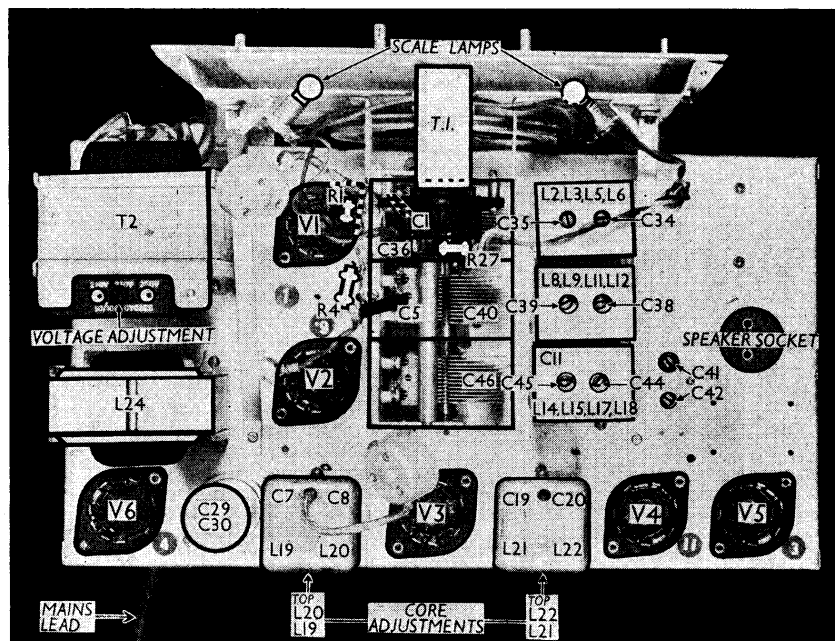 SCALE LAMPS
T.I.
R1
C1
L2,L3,L5,L6
V1
T2
C35
C34
C36
R27
L8,L9,L11,L12
R4
C5
C40
C39
C38
VOLTAGE ADJUSTMENT
SPEAKER SOCKET
C11
C41
V2
C46
C45
C44
C42
L24
L14,L15,L17,L18
C7
C8
C19
C20
V6
C29
C30
V3
V4
V5
L19
L20
L21
L22
4
11
3
MAINS
LEAD
TOP
L20
L19
CORE
ADJUSTMENTS
TOP
L22
L21